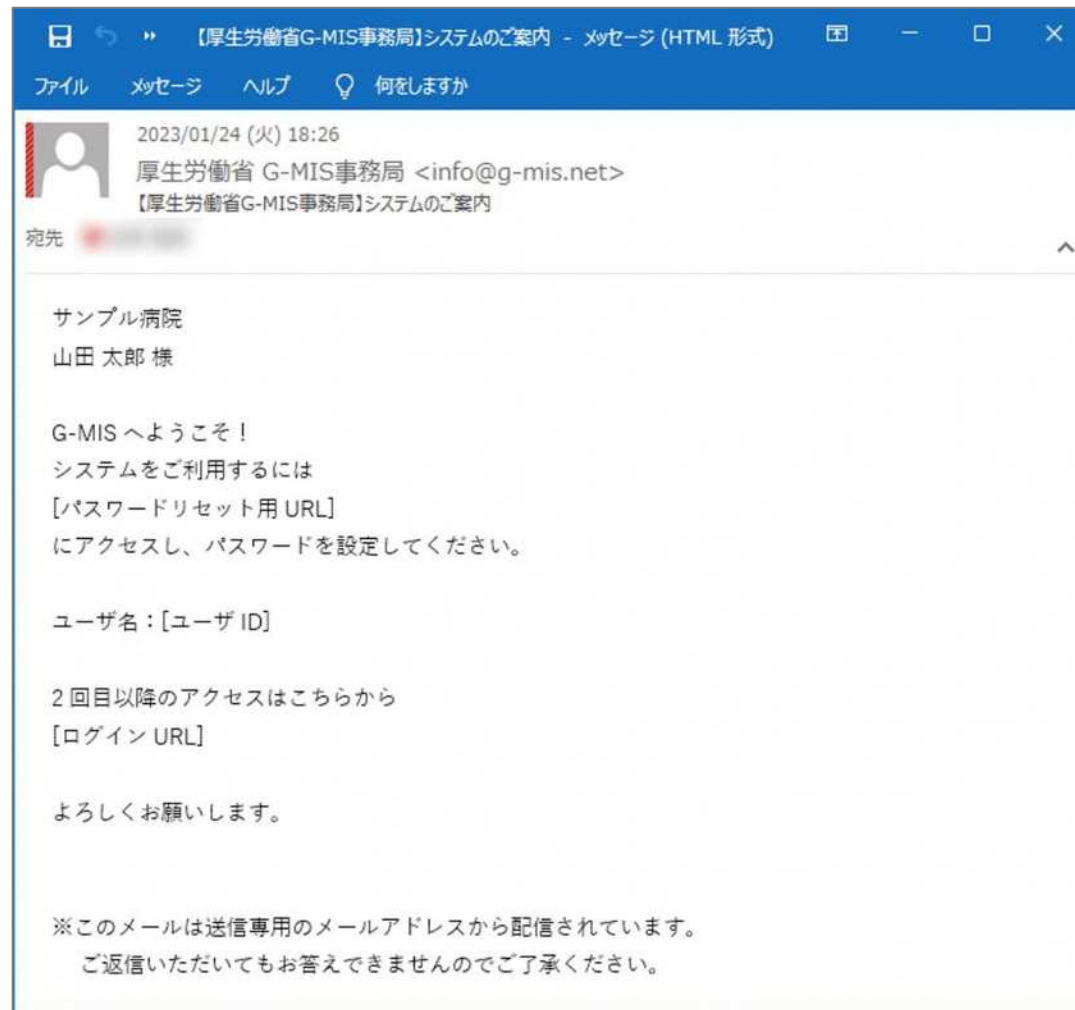 【厚生労働省G-MIS事務局】システムのご案内 - メッセージ (HTML 形式)
ファイル メッセージ ヘルプ 何をしますか
2023/01/24 (火) 18:26
厚生労働省 G-MIS事務局 <info@g-mis.net>
【厚生労働省G-MIS事務局】システムのご案内
宛先
サンプル病院
山田 太郎 様
G-MIS へようこそ！
システムをご利用するには
[パスワードリセット用 URL]
にアクセスし、パスワードを設定してください。
ユーザ名：[ユーザ ID]
2 回目以降のアクセスはこちらから
[ログイン URL]
よろしくお願いします。
※このメールは送信専用のメールアドレスから配信されています。
ご返信いただいてもお答えできませんのでご了承ください。